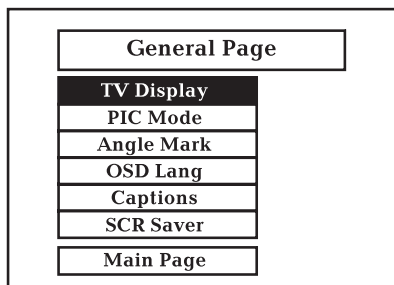 General Page
TV Display
PIC Mode
Angle Mark
OSD Lang
Captions
SCR Saver
Main Page